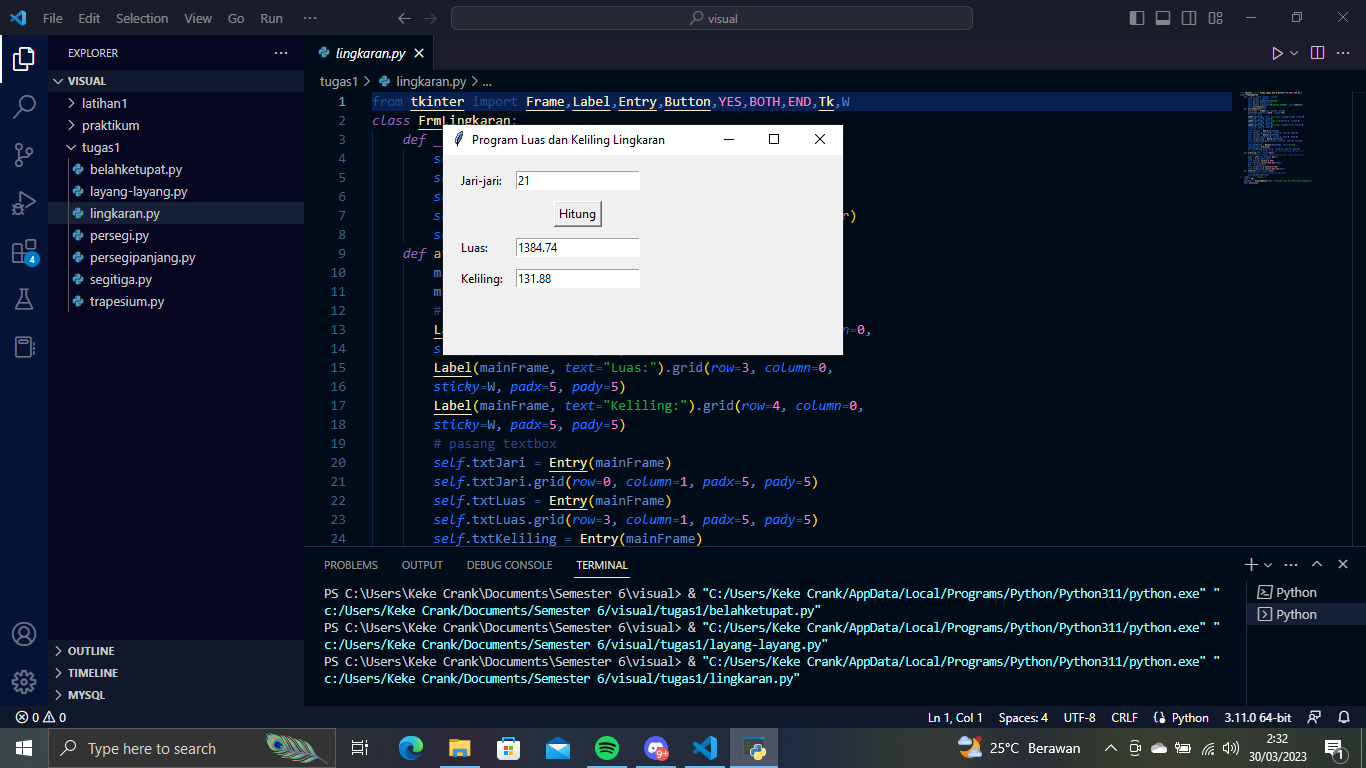 File Edit Selection View Go Run ···
visual
EXPLORER
VISUAL
latihan1
praktikum
tugas1
belahketupat.py
layang-layang.py
lingkaran.py
persegi.py
persegipanjang.py
segitiga.py
trapesium.py
OUTLINE
TIMELINE
MYSQL
4
lingkaran.py
tugas1 > lingkaran.py > ...
1 from tkinter import Frame,Label,Entry,Button,YES,BOTH,END,Tk,W
2 class FrmLingkaran:
3 def _
4 se
5 se
6 se
7 se r)
8 se
9 def a
10 m
11 m
12 #
13 La n=0,
14 s
15 Label(mainFrame, text="Luas:").grid(row=3, column=0,
16 sticky=W, padx=5, pady=5)
17 Label(mainFrame, text="Keliling:").grid(row=4, column=0,
18 sticky=W, padx=5, pady=5)
19 # pasang textbox
20 self.txtJari = Entry(mainFrame)
21 self.txtJari.grid(row=0, column=1, padx=5, pady=5)
22 self.txtLuas = Entry(mainFrame)
23 self.txtLuas.grid(row=3, column=1, padx=5, pady=5)
24 self.txtKeliling = Entry(mainFrame)
Program Luas dan Keliling Lingkaran
Jari-jari: 21
Hitung
Luas: 1384.74
Keliling: 131.88
PROBLEMS OUTPUT DEBUG CONSOLE TERMINAL
PS C:\Users\Keke Crank\Documents\Semester 6\visual> & "C:/Users/Keke Crank/AppData/Local/Programs/Python/Python311/python.exe" "
c:/Users/Keke Crank/Documents/Semester 6/visual/tugas1/belahketupat.py"
PS C:\Users\Keke Crank\Documents\Semester 6\visual> & "C:/Users/Keke Crank/AppData/Local/Programs/Python/Python311/python.exe" "
c:/Users/Keke Crank/Documents/Semester 6/visual/tugas1/layang-layang.py"
PS C:\Users\Keke Crank\Documents\Semester 6\visual> & "C:/Users/Keke Crank/AppData/Local/Programs/Python/Python311/python.exe" "
c:/Users/Keke Crank/Documents/Semester 6/visual/tugas1/lingkaran.py"
Python
Python
0 0
Ln 1, Col 1 Spaces: 4 UTF-8 CRLF Python 3.11.0 64-bit
Type here to search
9+
25°C Berawan
2:32
30/03/2023
1